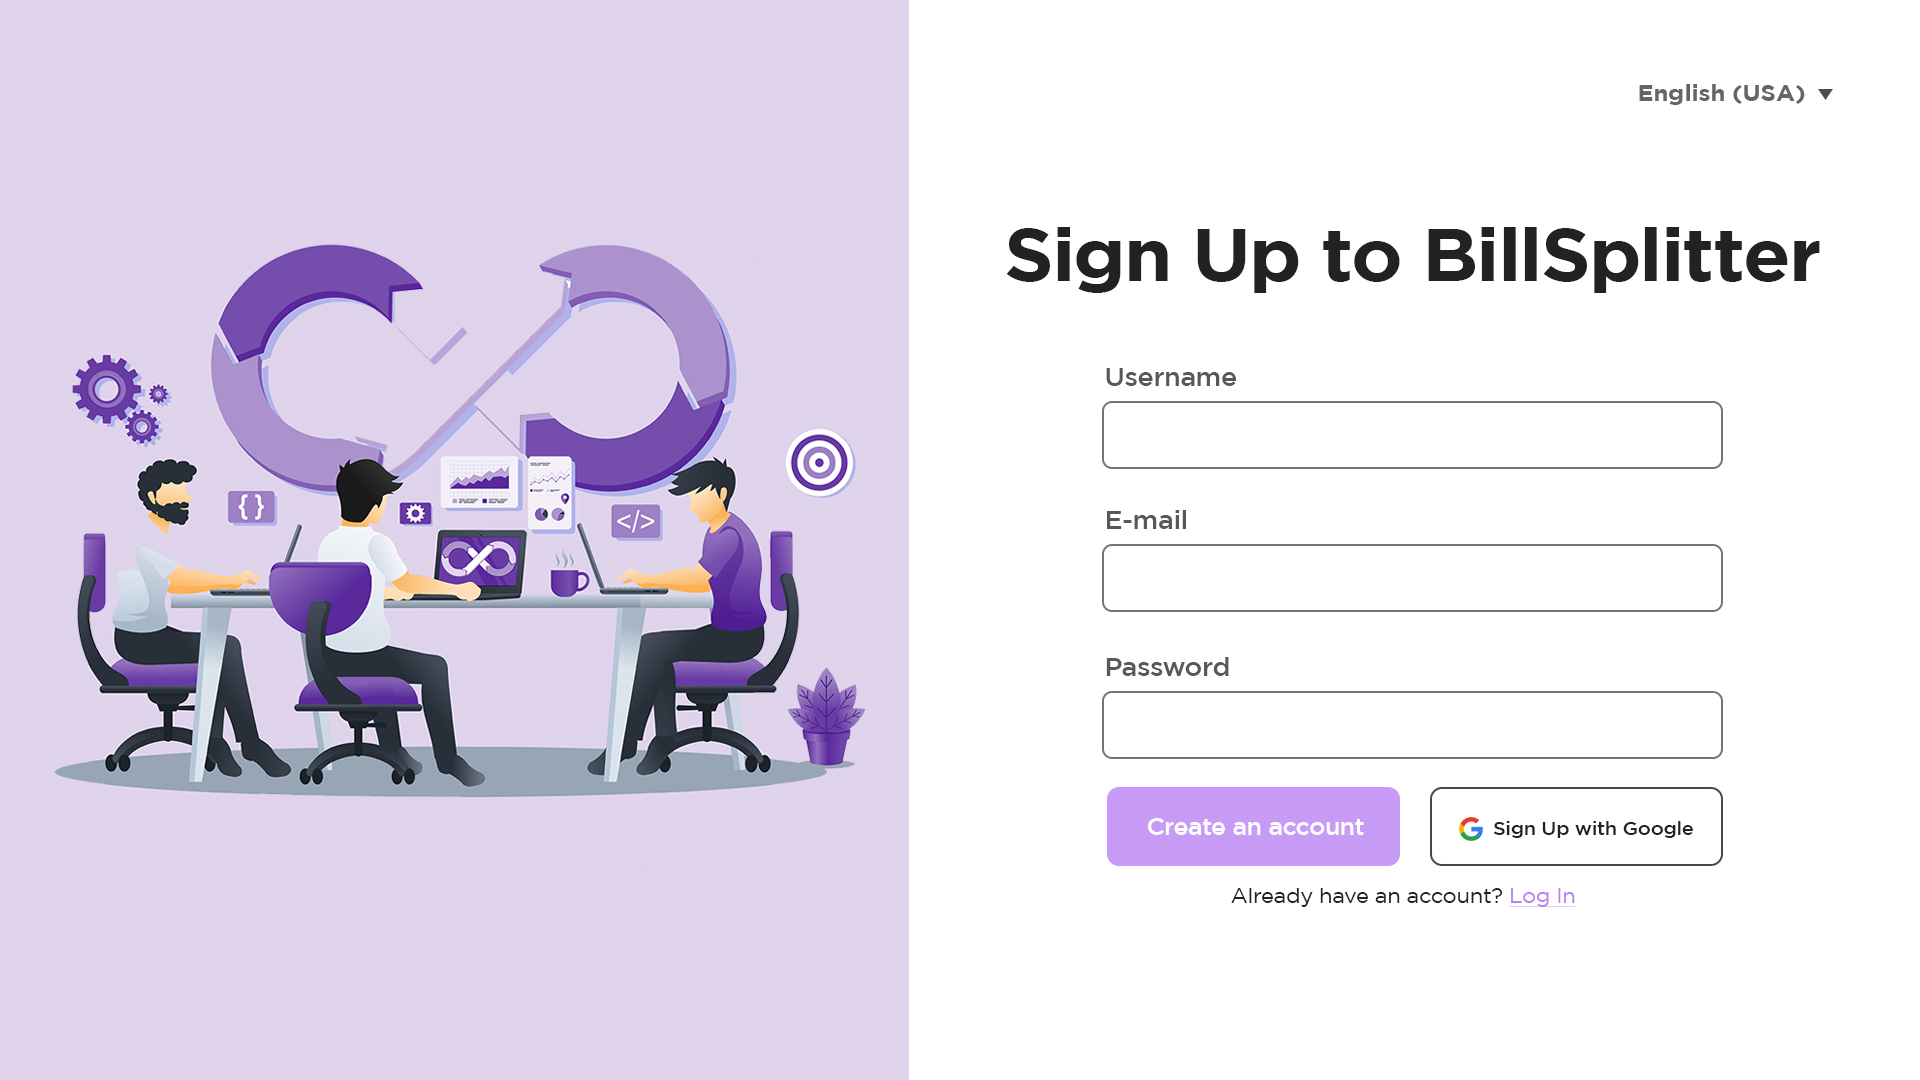 English (USA)
Sign Up to BillSplitter
Username
E-mail
Password
Create an account
Sign Up with Google
Already have an account? Log In
{ }
</>